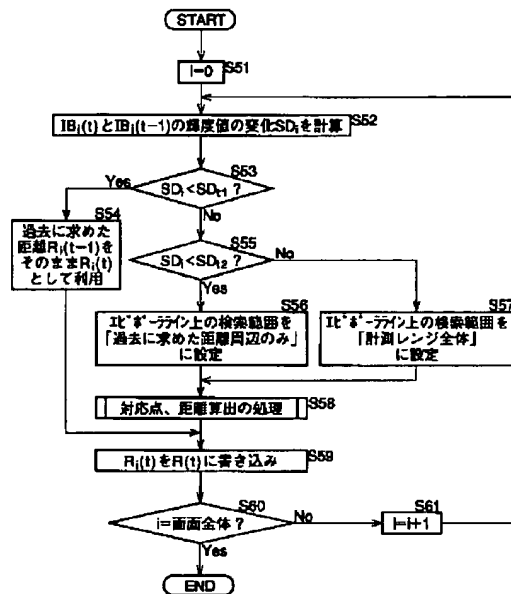 START
i=0
S51
IBi(t)とIBi(t-1)の輝度値の変化SDiを計算
S52
S53
Yes
SDi<SDt1 ?
S54
No
過去に求めた
距離Ri(t-1)を
そのままRi(t)
として利用
S55
SDi<SDt2 ?
No
Yes
S56
エピポーララライン上の検索範囲を
「過去に求めた距離周辺のみ」
に設定
S57
エピポーララライン上の検索範囲を
「計測レンジ全体」
に設定
対応点、距離算出の処理
S58
Ri(t)をR(t)に書き込み
S59
S60
i=画面全体?
No
S61
i=i+1
Yes
END